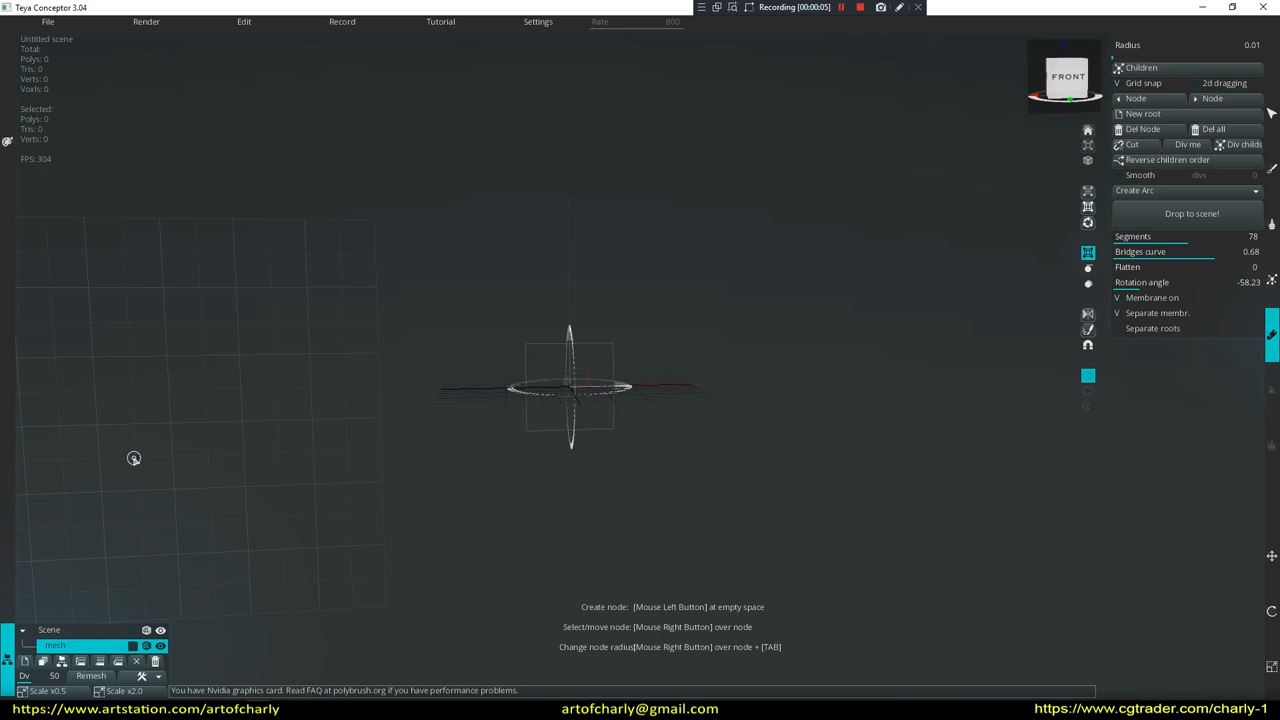 Teya Conceptor 3.04
Recording [00:00:05]
File Render Edit Record Tutorial Settings Rate 800
Untitled scene
Total:
Polys: 0
Tris: 0
Verts: 0
Voxls: 0
Selected:
Polys: 0
Tris: 0
Verts: 0
FPS: 304
FRONT
Radius 0.01
Children
V Grid snap 2d dragging
Node Node
New root
Del Node Del all
Cut Div me Div childs
Reverse children order
Smooth divs 0
Create Arc
Drop to scene!
Segments 78
Bridges curve 0.68
Flatten 0
Rotation angle -58.23
V Membrane on
V Separate membr.
Separate roots
Create node: [Mouse Left Button] at empty space
Select/move node: [Mouse Right Button] over node
Change node radius[Mouse Right Button] over node + [TAB]
Scene
mesh
Dv 50 Remesh
Scale x0.5 Scale x2.0 You have Nvidia graphics card. Read FAQ at polybrush.org if you have performance problems.
https://www.artstation.com/artofcharly artofcharly@gmail.com https://www.cgtrader.com/charly-1